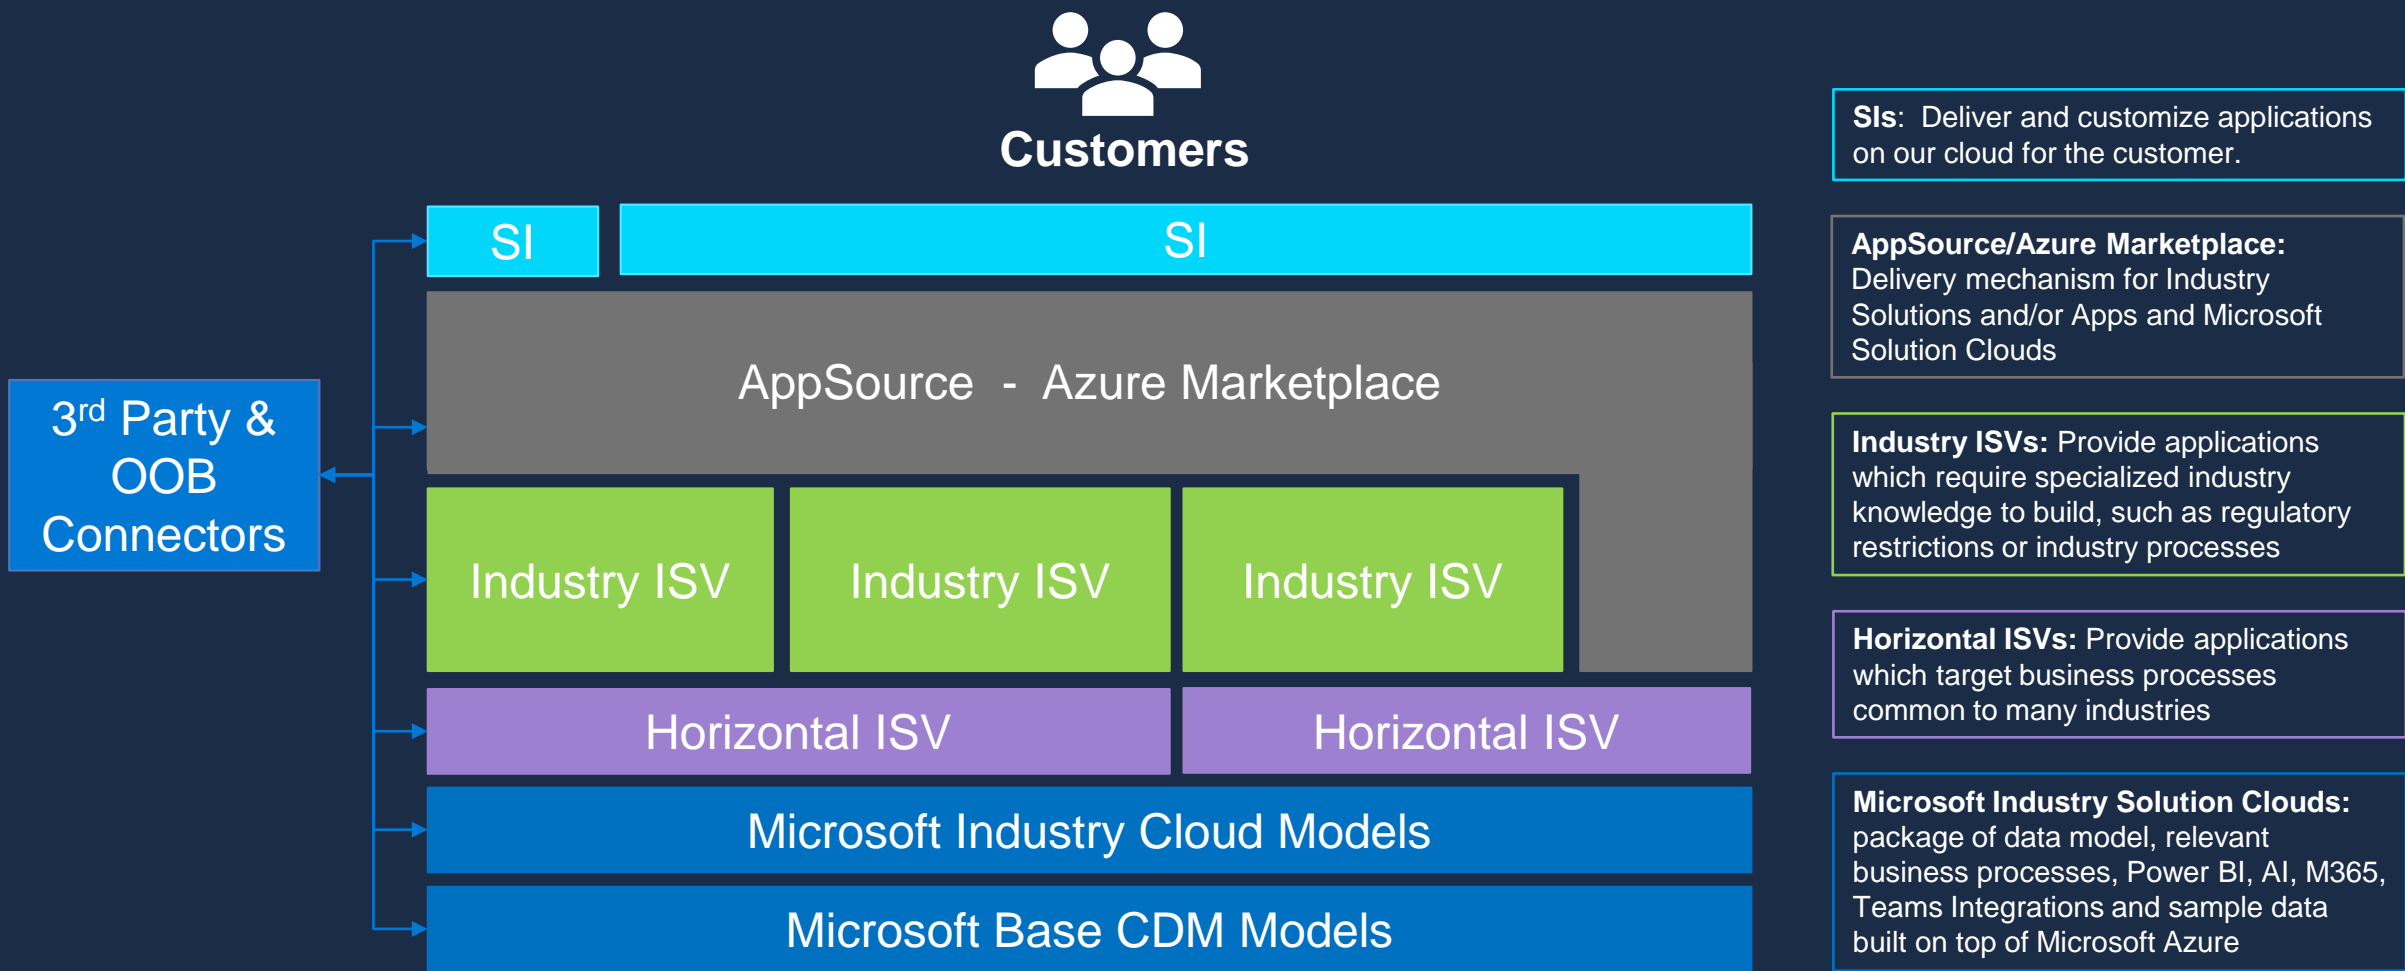 Customers
SI
SI
AppSource - Azure Marketplace
3rd Party &
OOB
Connectors
Industry ISV
Industry ISV
Industry ISV
Horizontal ISV
Horizontal ISV
Microsoft Industry Cloud Models
Microsoft Base CDM Models
SIs: Deliver and customize applications
on our cloud for the customer.
AppSource/Azure Marketplace:
Delivery mechanism for Industry
Solutions and/or Apps and Microsoft
Solution Clouds
Industry ISVs: Provide applications
which require specialized industry
knowledge to build, such as regulatory
restrictions or industry processes
Horizontal ISVs: Provide applications
which target business processes
common to many industries
Microsoft Industry Solution Clouds:
package of data model, relevant
business processes, Power BI, AI, M365,
Teams Integrations and sample data
built on top of Microsoft Azure